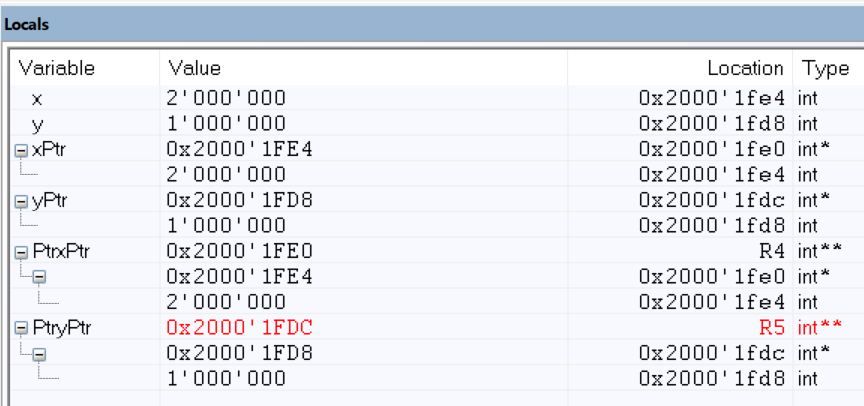 Locals
Variable Value Location Type
x 2'000'000 0x2000'1fe4 int
y 1'000'000 0x2000'1fd8 int
xPtr 0x2000'1FE4 0x2000'1fe0 int*
2'000'000 0x2000'1fe4 int
yPtr 0x2000'1FD8 0x2000'1fdc int*
1'000'000 0x2000'1fd8 int
PtrxPtr 0x2000'1FE0 R4 int**
0x2000'1FE4 0x2000'1fe0 int*
2'000'000 0x2000'1fe4 int
PtryPtr 0x2000'1FDC R5 int**
0x2000'1FD8 0x2000'1fdc int*
1'000'000 0x2000'1fd8 int